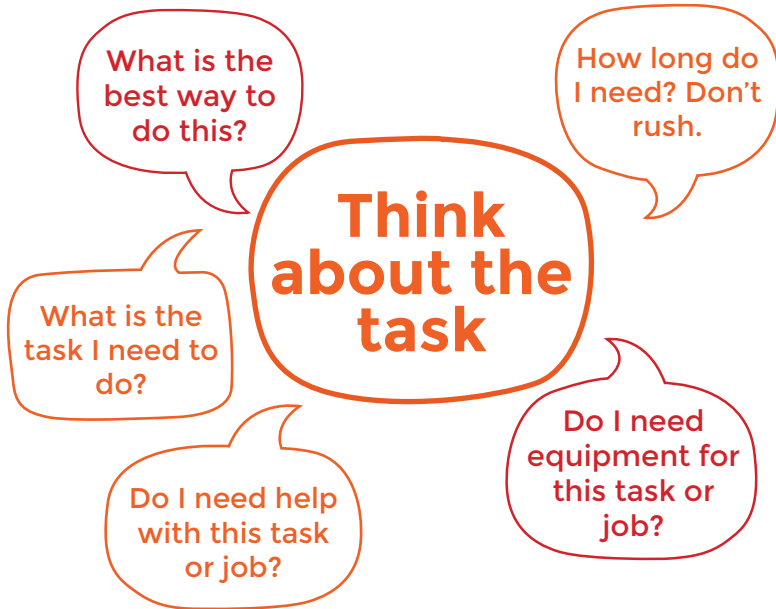 What is the
best way to
do this?
How long do
I need? Don’t
rush.
Think
about the
task
What is the
task I need to
do?
Do I need
equipment for
this task or
job?
Do I need help
with this task
or job?